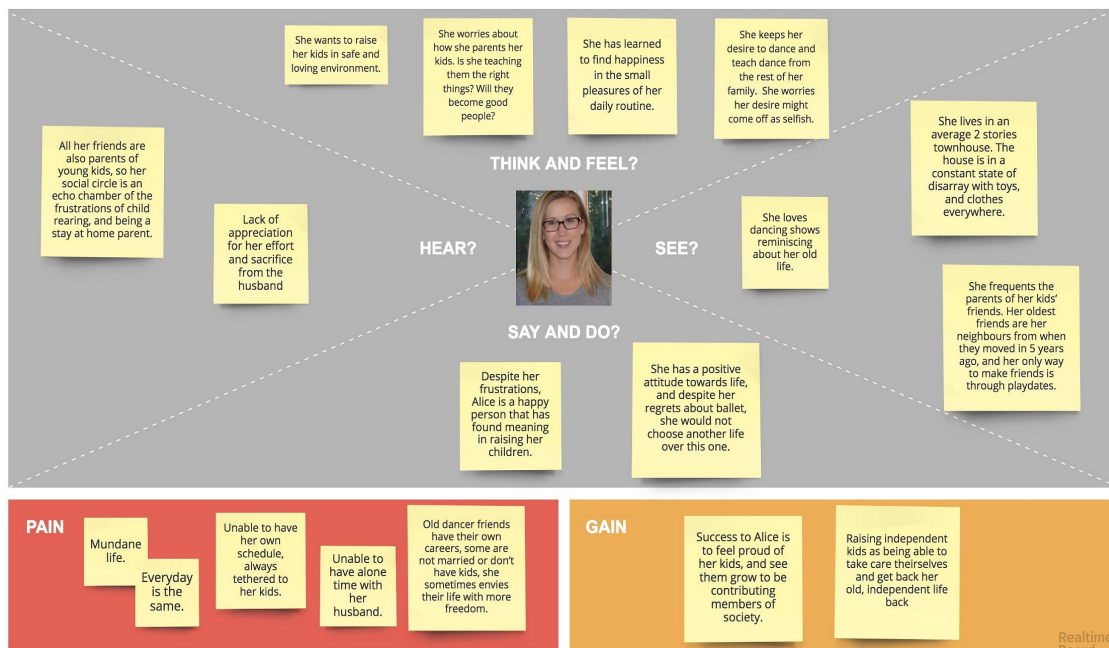 She wants to raise
her kids in safe and
loving environment.
She worries about
how she parents her
kids. Is she teaching
them the right
things? Will they
become good
people?
She has learned
to find happiness
in the small
pleasures of her
daily routine.
She keeps her
desire to dance and
teach dance from
the rest of her
family. She worries
her desire might
come off as selfish.
THINK AND FEEL?
All her friends are
also parents of
young kids, so her
social circle is an
echo chamber of the
frustrations of child
rearing, and being a
stay at home parent.
Lack of
appreciation
for her effort
and sacrifice
from the
husband
HEAR?
SEE?
She loves
dancing shows
reminiscing
about her old
life.
She lives in an
average 2 stories
townhouse. The
house is in a
constant state of
disarray with toys,
and clothes
everywhere.
She frequents the
parents of her kids’
friends. Her oldest
friends are her
neighbours from when
they moved in 5 years
ago, and her only way
to make friends is
through playdates.
SAY AND DO?
Despite her
frustrations,
Alice is a happy
person that has
found meaning
in raising her
children.
She has a positive
attitude towards life,
and despite her
regrets about ballet,
she would not
choose another life
over this one.
PAIN
Mundane
life.
Everyday
is the
same.
Unable to have
her own
schedule,
always
tethered to
her kids.
Unable to
have alone
time with
her
husband.
Old dancer friends
have their own
careers, some are
not married or don’t
have kids, she
sometimes envies
their life with more
freedom.
GAIN
Success to Alice is
to feel proud of
her kids, and see
them grow to be
contributing
members of
society.
Raising independent
kids as being able to
take care theirselves
and get back her
old, independent life
back
Realtime
Board